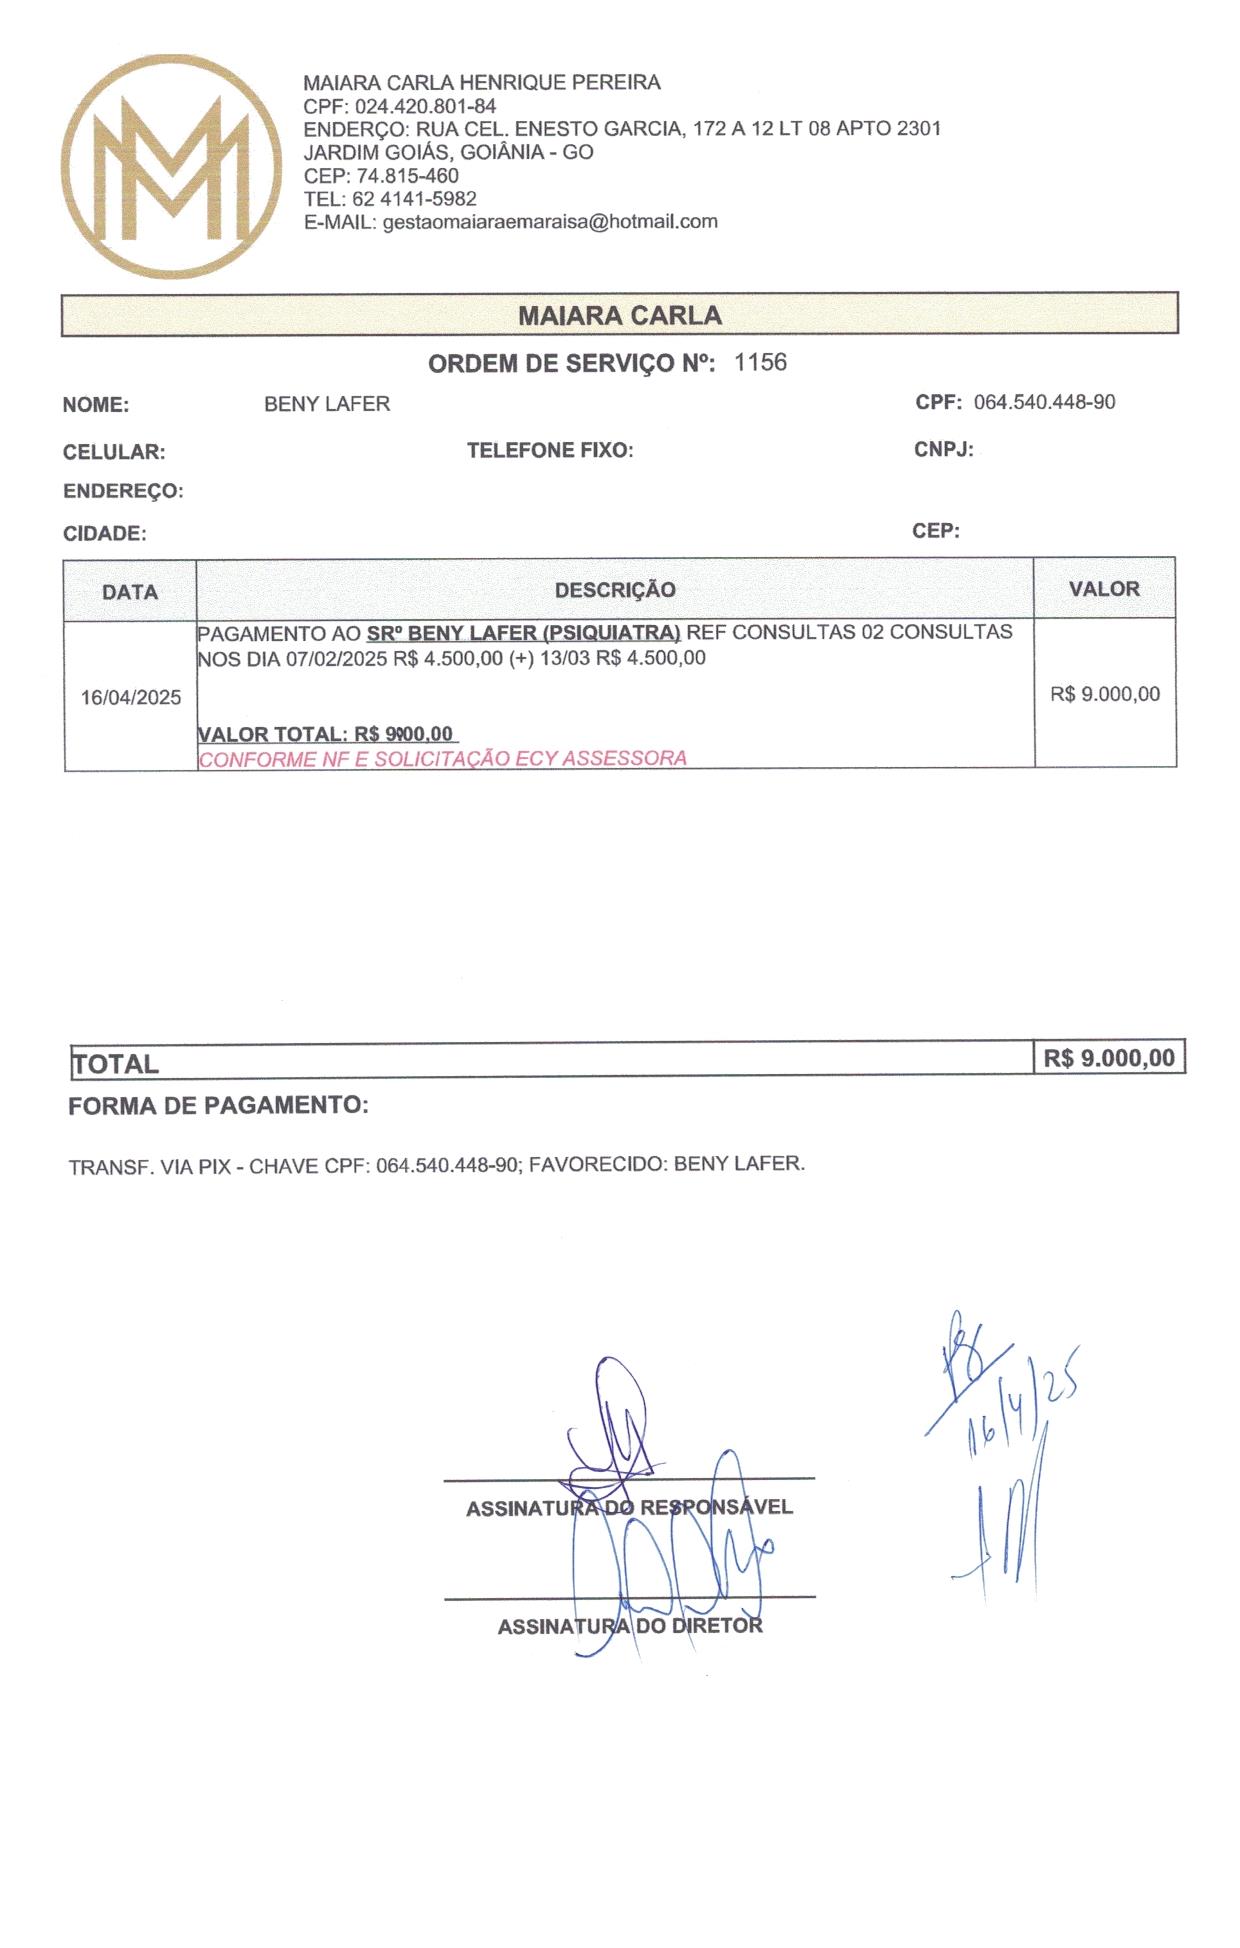 MM
MAIARA CARLA HENRIQUE PEREIRA
CPF: 024.420.801-84
ENDERÇO: RUA CEL. ENESTO GARCIA, 172 A 12 LT 08 APTO 2301
JARDIM GOIÁS, GOIÂNIA - GO
CEP: 74.815-460
TEL: 62 4141-5982
E-MAIL: gestaomaiaraemaraisa@hotmail.com
MAIARA CARLA
ORDEM DE SERVIÇO Nº: 1156
NOME: BENY LAFER CPF: 064.540.448-90
CELULAR: TELEFONE FIXO: CNPJ:
ENDEREÇO:
CIDADE: CEP:
DATA DESCRIÇÃO VALOR
PAGAMENTO AO SRº BENY LAFER (PSIQUIATRA) REF CONSULTAS 02 CONSULTAS
NOS DIA 07/02/2025 R$ 4.500,00 (+) 13/03 R$ 4.500,00
16/04/2025 R$ 9.000,00
VALOR TOTAL: R$ 9000,00
CONFORME NF E SOLICITAÇÃO ECY ASSESSORA
TOTAL R$ 9.000,00
FORMA DE PAGAMENTO:
TRANSF. VIA PIX - CHAVE CPF: 064.540.448-90; FAVORECIDO: BENY LAFER.
16/4/25
ASSINATURA DO RESPONSÁVEL
ASSINATURA DO DIRETOR